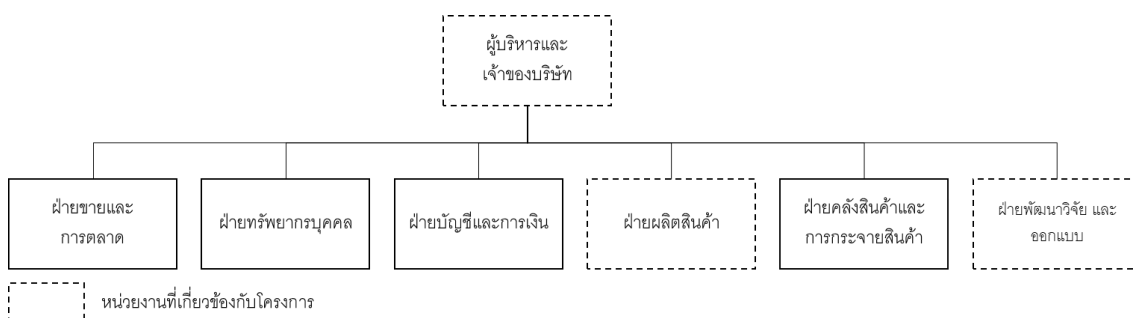 ผู้บริหารและ
เจ้าของบริษัท
ฝ่ายขายและ
การตลาด
ฝ่ายทรัพยากรบุคคล
ฝ่ายบัญชีและการเงิน
ฝ่ายผลิตสินค้า
ฝ่ายคลังสินค้าและ
การกระจายสินค้า
ฝ่ายพัฒนาวิจัย และ
ออกแบบ
หน่วยงานที่เกี่ยวข้องกับโครงการ